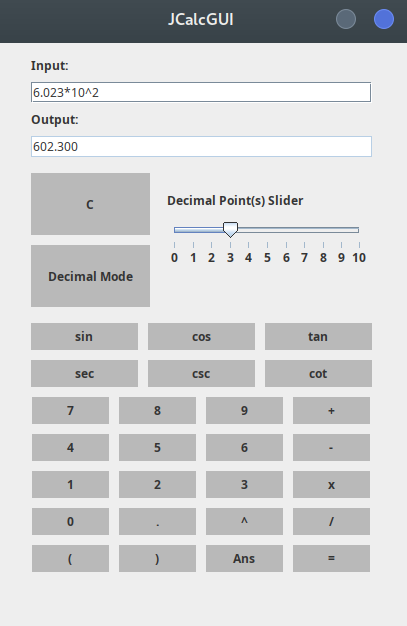 JCalcGUI
Input:
6.023*10^2
Output:
602.300
C
Decimal Point(s) Slider
0 1 2 3 4 5 6 7 8 9 10
Decimal Mode
sin cos tan
sec csc cot
7 8 9 +
4 5 6 -
1 2 3 x
0 . ^ /
( ) Ans =